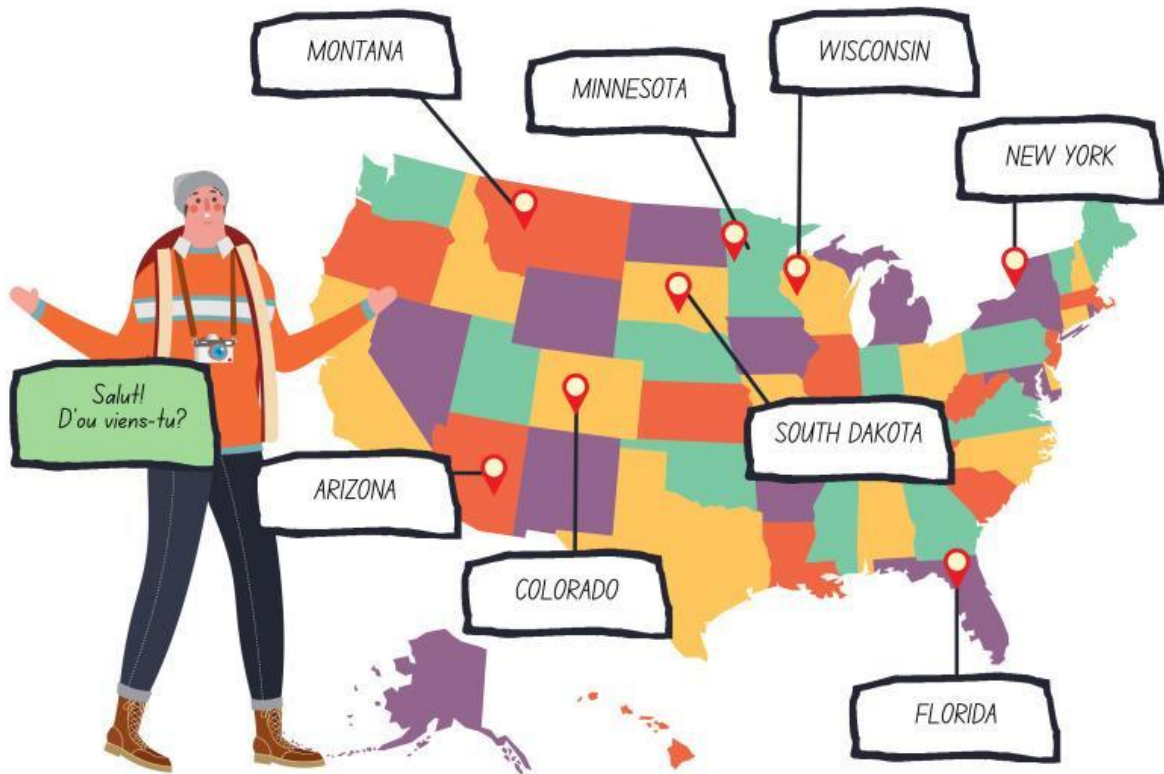 MONTANA
WISCONSIN
MINNESOTA
NEW YORK
Salut!
D'ou viens-tu?
SOUTH DAKOTA
ARIZONA
COLORADO
FLORIDA